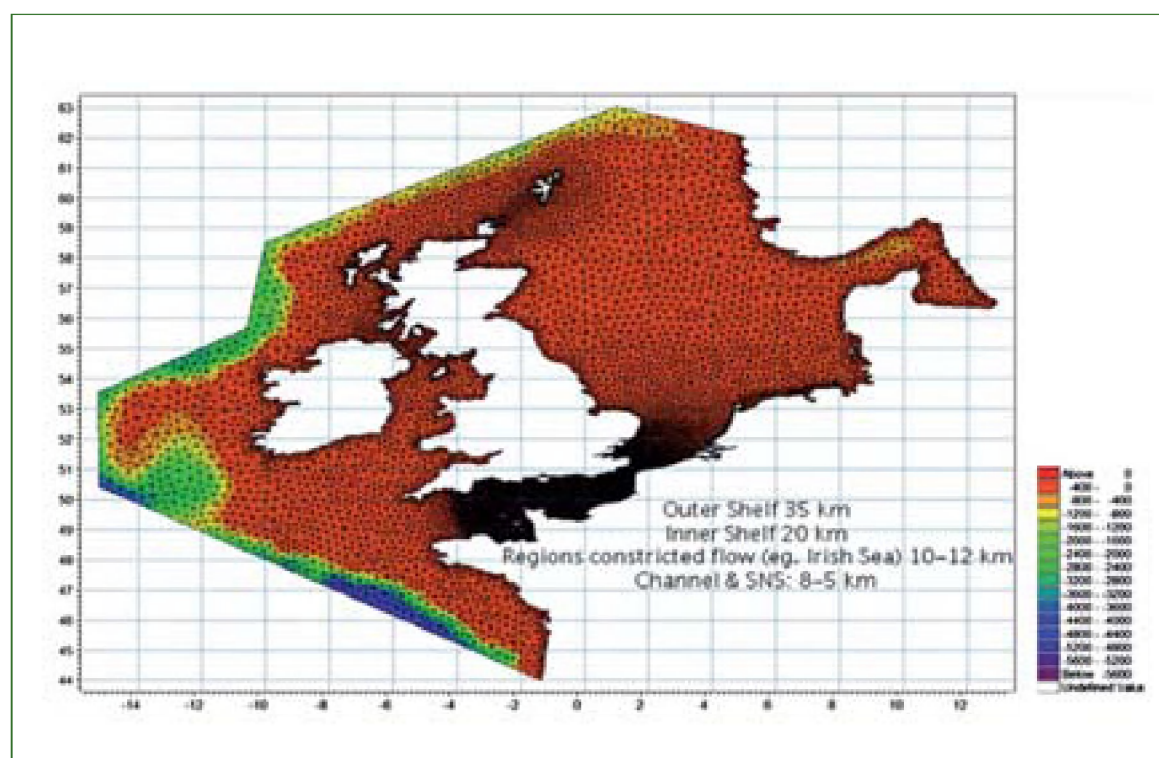 63
62
61
60
59
58
57
56
55
54
53
52
51
50
49
48
47
46
45
44
-14 -12 -10 -8 -6 -4 -2 0 2 4 6 8 10 12
Outer Shelf 35 km
Inner Shelf 20 km
Regions constricted flow (eg. Irish Sea) 10–12 km
Channel & SNS: 8–5 km
Above 0
-400 - 0
-800 - -400
-1200 - -800
-1600 - -1200
-2000 - -1600
-2400 - -2000
-2800 - -2400
-3200 - -2800
-3600 - -3200
-4000 - -3600
-4400 - -4000
-4800 - -4400
-5200 - -4800
-5600 - -5200
Below -5600
Undefined Value